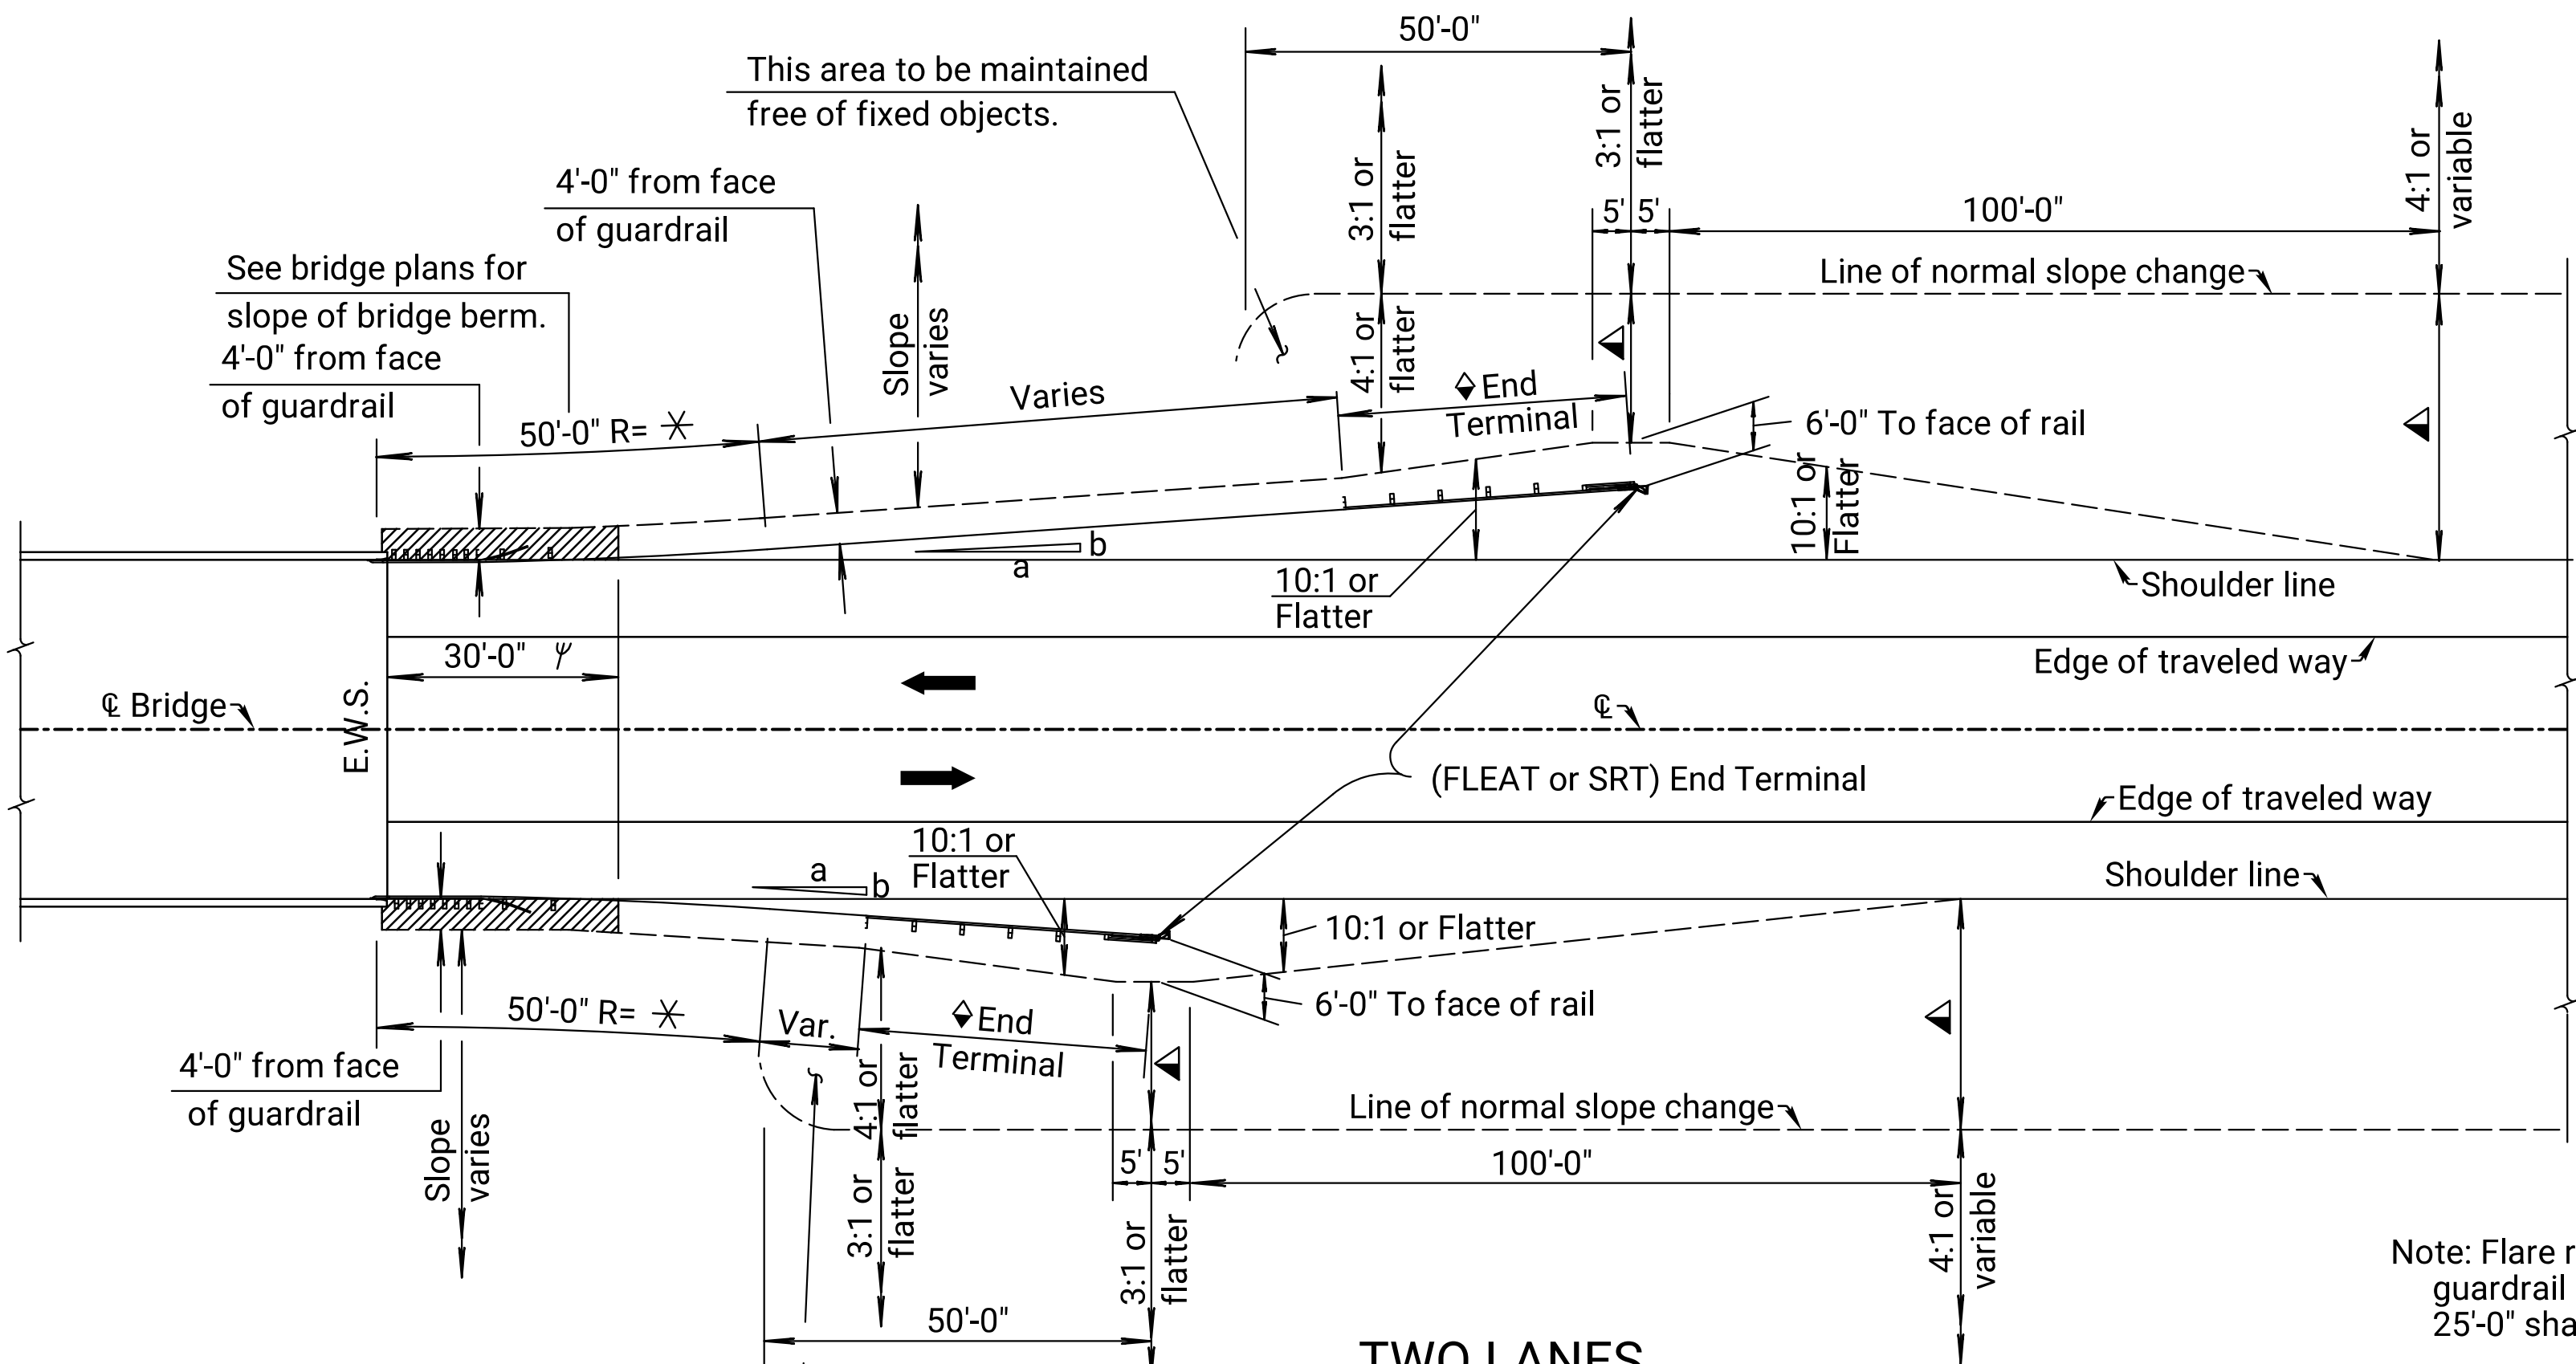 50'-0"
This area to be maintained
free of fixed objects.
3:1 or
flatter
3:1 or
flatter
4:1 or
variable
4'-0" from face
of guardrail
5' 5'
100'-0"
See bridge plans for
slope of bridge berm.
Line of normal slope change
Slope
varies
4:1 or
flatter
4'-0" from face
of guardrail
Varies
End
Terminal
50'-0" R=
6'-0" To face of rail
10:1 or
Flatter
b
a
10:1 or
Flatter
Shoulder line
30'-0"
Edge of traveled way
℄ Bridge
E.W.S.
℄
(FLEAT or SRT) End Terminal
Edge of traveled way
10:1 or
Flatter
a
b
Shoulder line
10:1 or Flatter
50'-0" R=
Var.
End
Terminal
6'-0" To face of rail
4'-0" from face
of guardrail
4:1 or
flatter
Line of normal slope change
Slope
varies
5' 5'
100'-0"
3:1 or
flatter
3:1 or
flatter
4:1 or
variable
50'-0"
TWO LANES
Note: Flare
guardrail
25'-0"